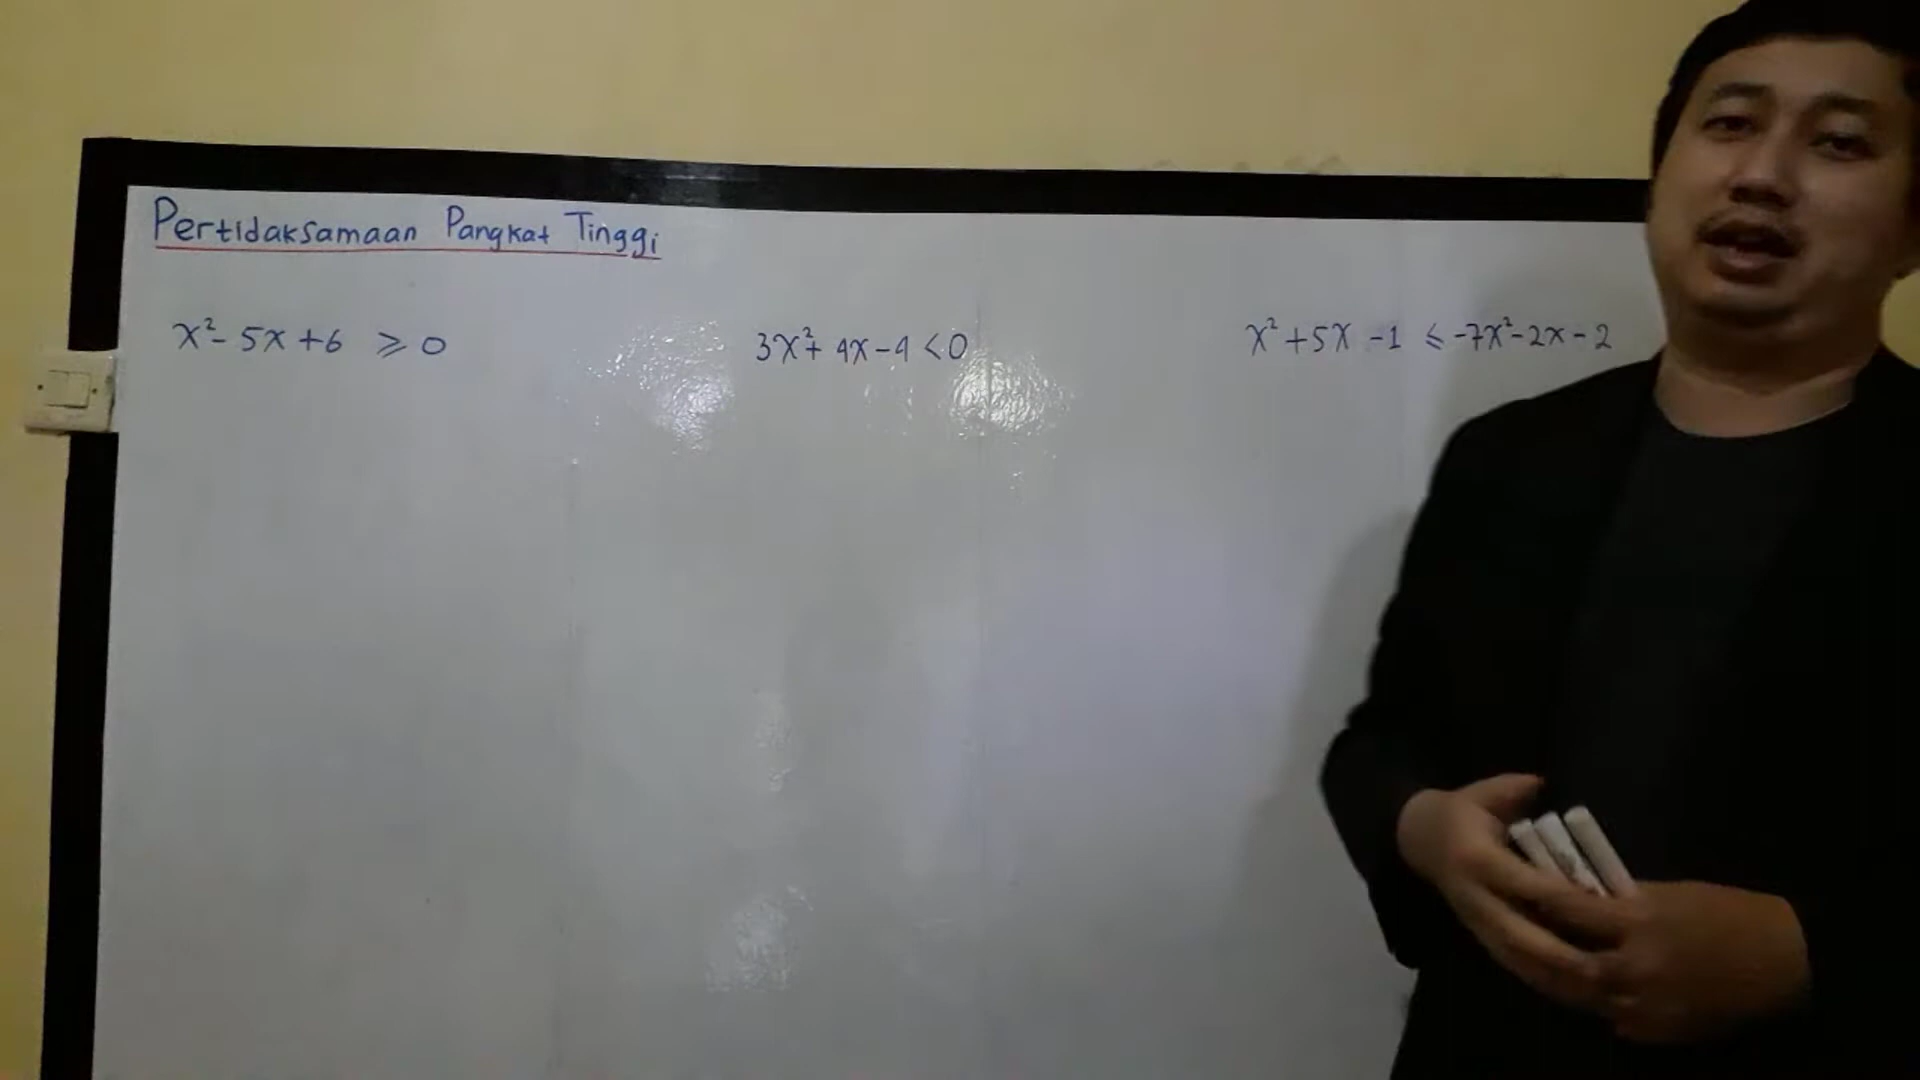 Pertidaksamaan Pangkat Tinggi
x² - 5x + 6 ⩾ 0
3x² + 4x - 4 < 0
x² + 5x - 1 ⩽ -7x² - 2x - 2